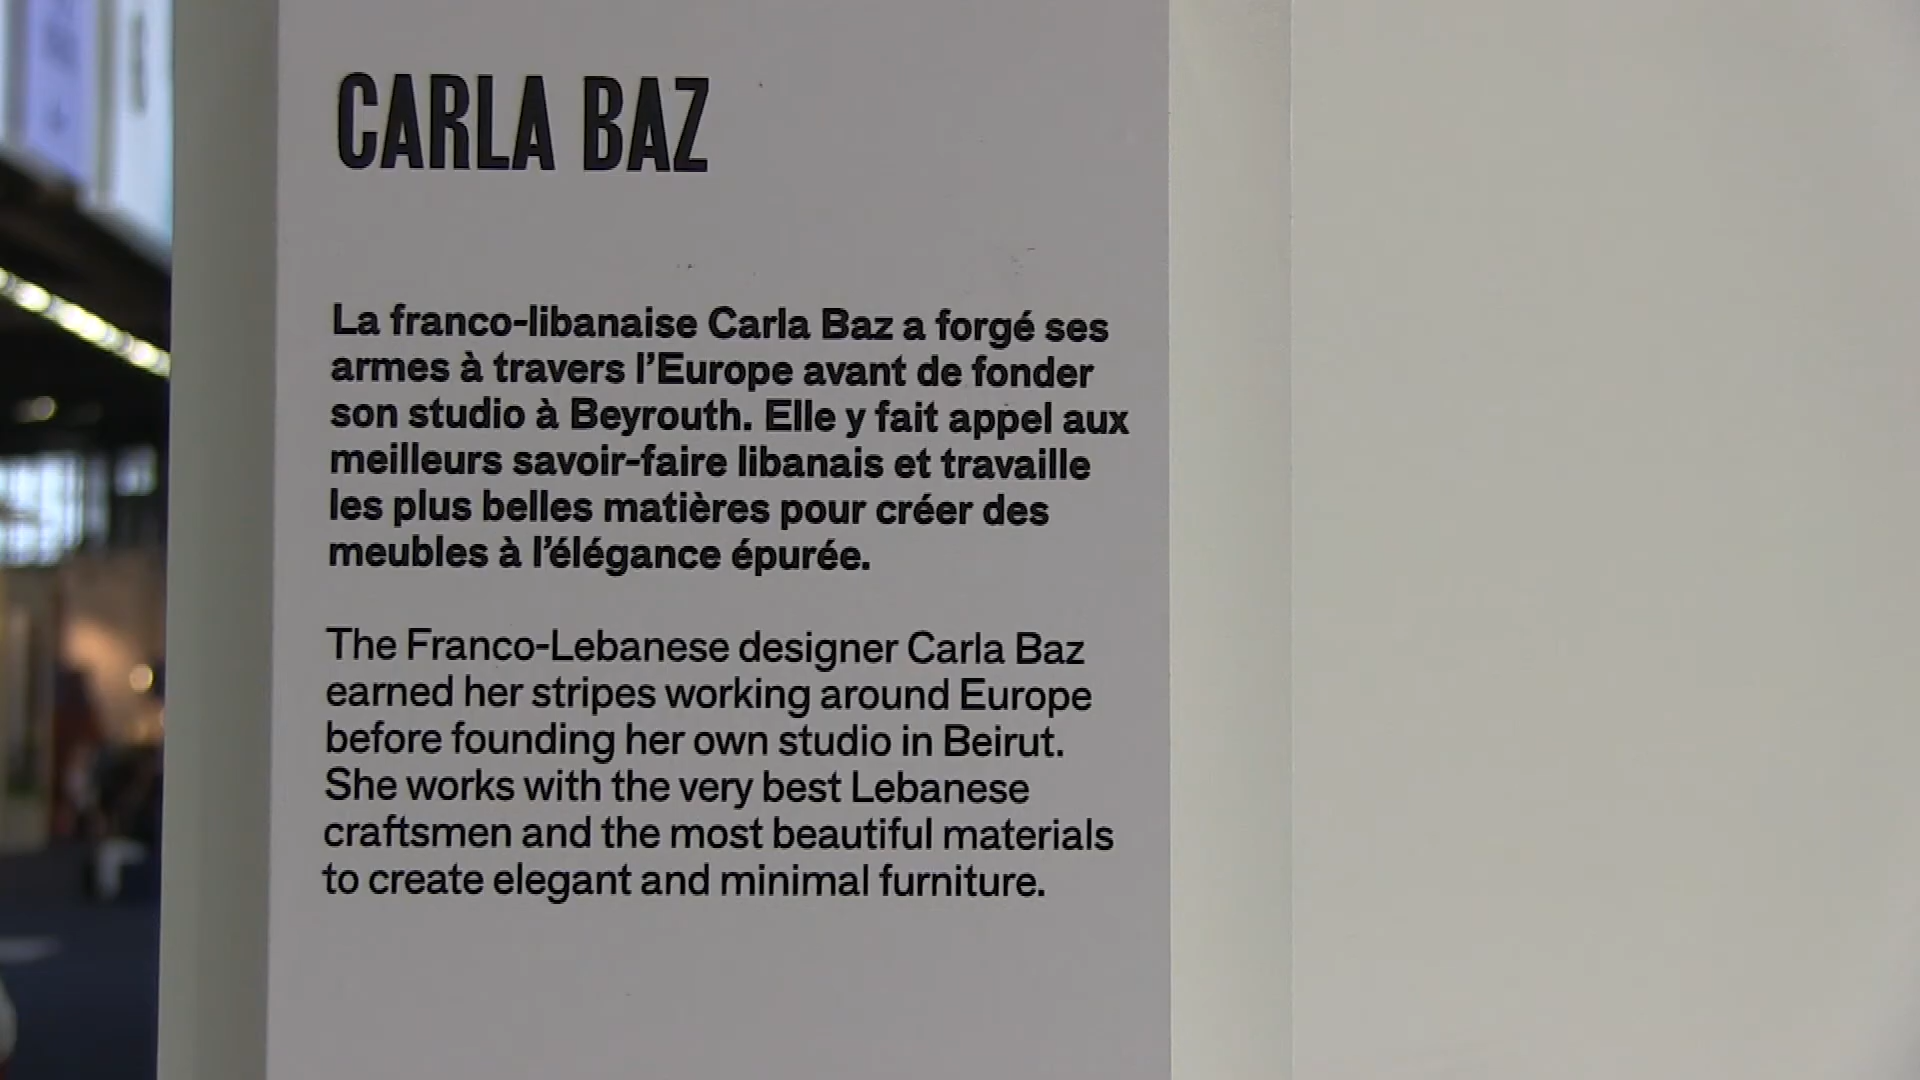 CARLA BAZ
La franco-libanaise Carla Baz a forgé ses
armes à travers l’Europe avant de fonder
son studio à Beyrouth. Elle y fait appel aux
meilleurs savoir-faire libanais et travaille
les plus belles matières pour créer des
meubles à l’élégance épurée.
The Franco-Lebanese designer Carla Baz
earned her stripes working around Europe
before founding her own studio in Beirut.
She works with the very best Lebanese
craftsmen and the most beautiful materials
to create elegant and minimal furniture.